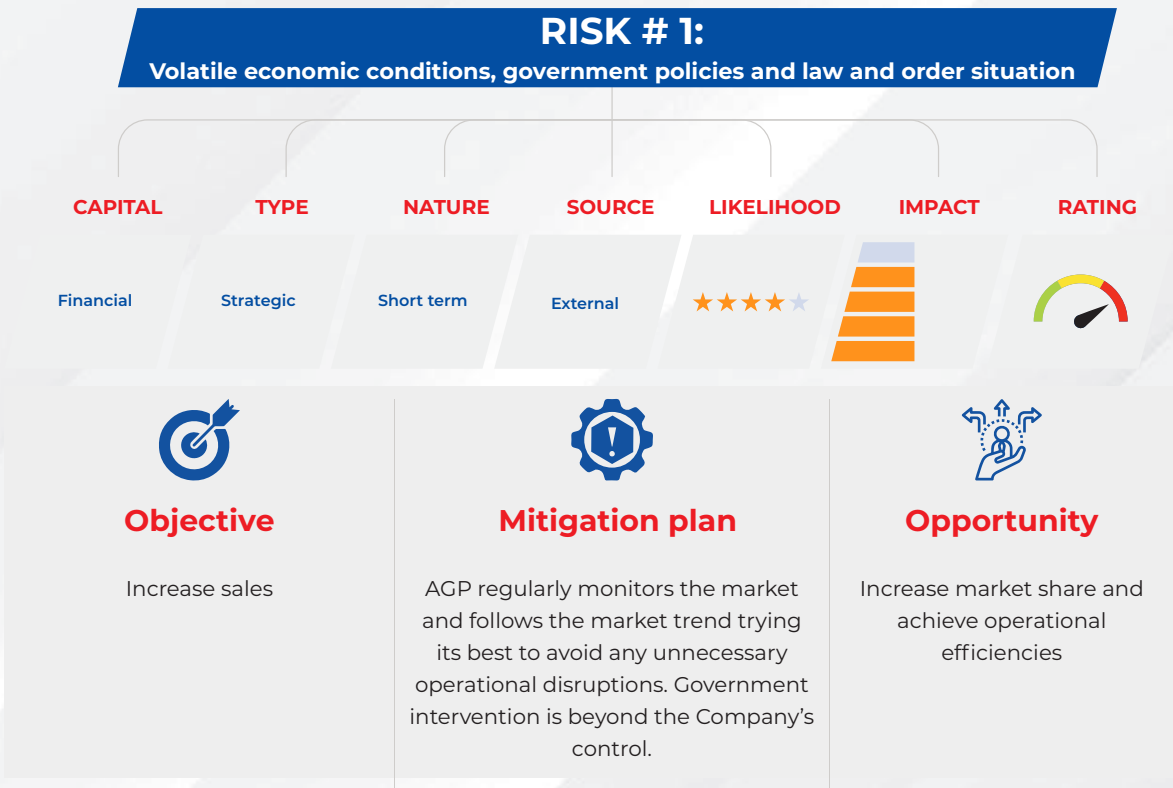 RISK # 1:
Volatile economic conditions, government policies and law and order situation
CAPITAL
TYPE
NATURE
SOURCE
LIKELIHOOD
IMPACT
RATING
Financial
Strategic
Short term
External
Objective
Increase sales
Mitigation plan
AGP regularly monitors the market
and follows the market trend trying
its best to avoid any unnecessary
operational disruptions. Government
intervention is beyond the Company’s
control.
Opportunity
Increase market share and
achieve operational
efficiencies